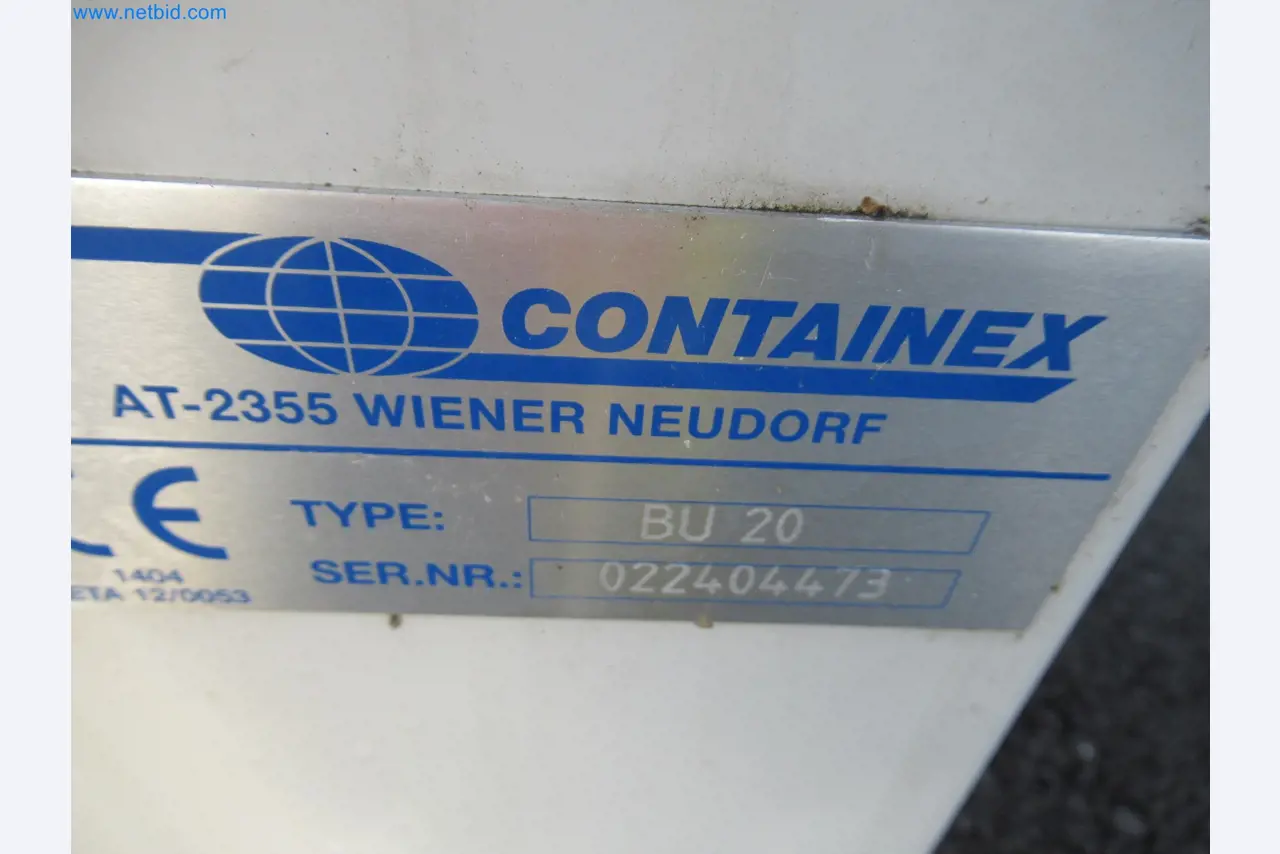 www.netbid.com
CONTAINEX
AT-2355 WIENER NEUDORF
CE
TYPE: BU 20
1404
SER.NR.: 022404473
ETA 12/0053